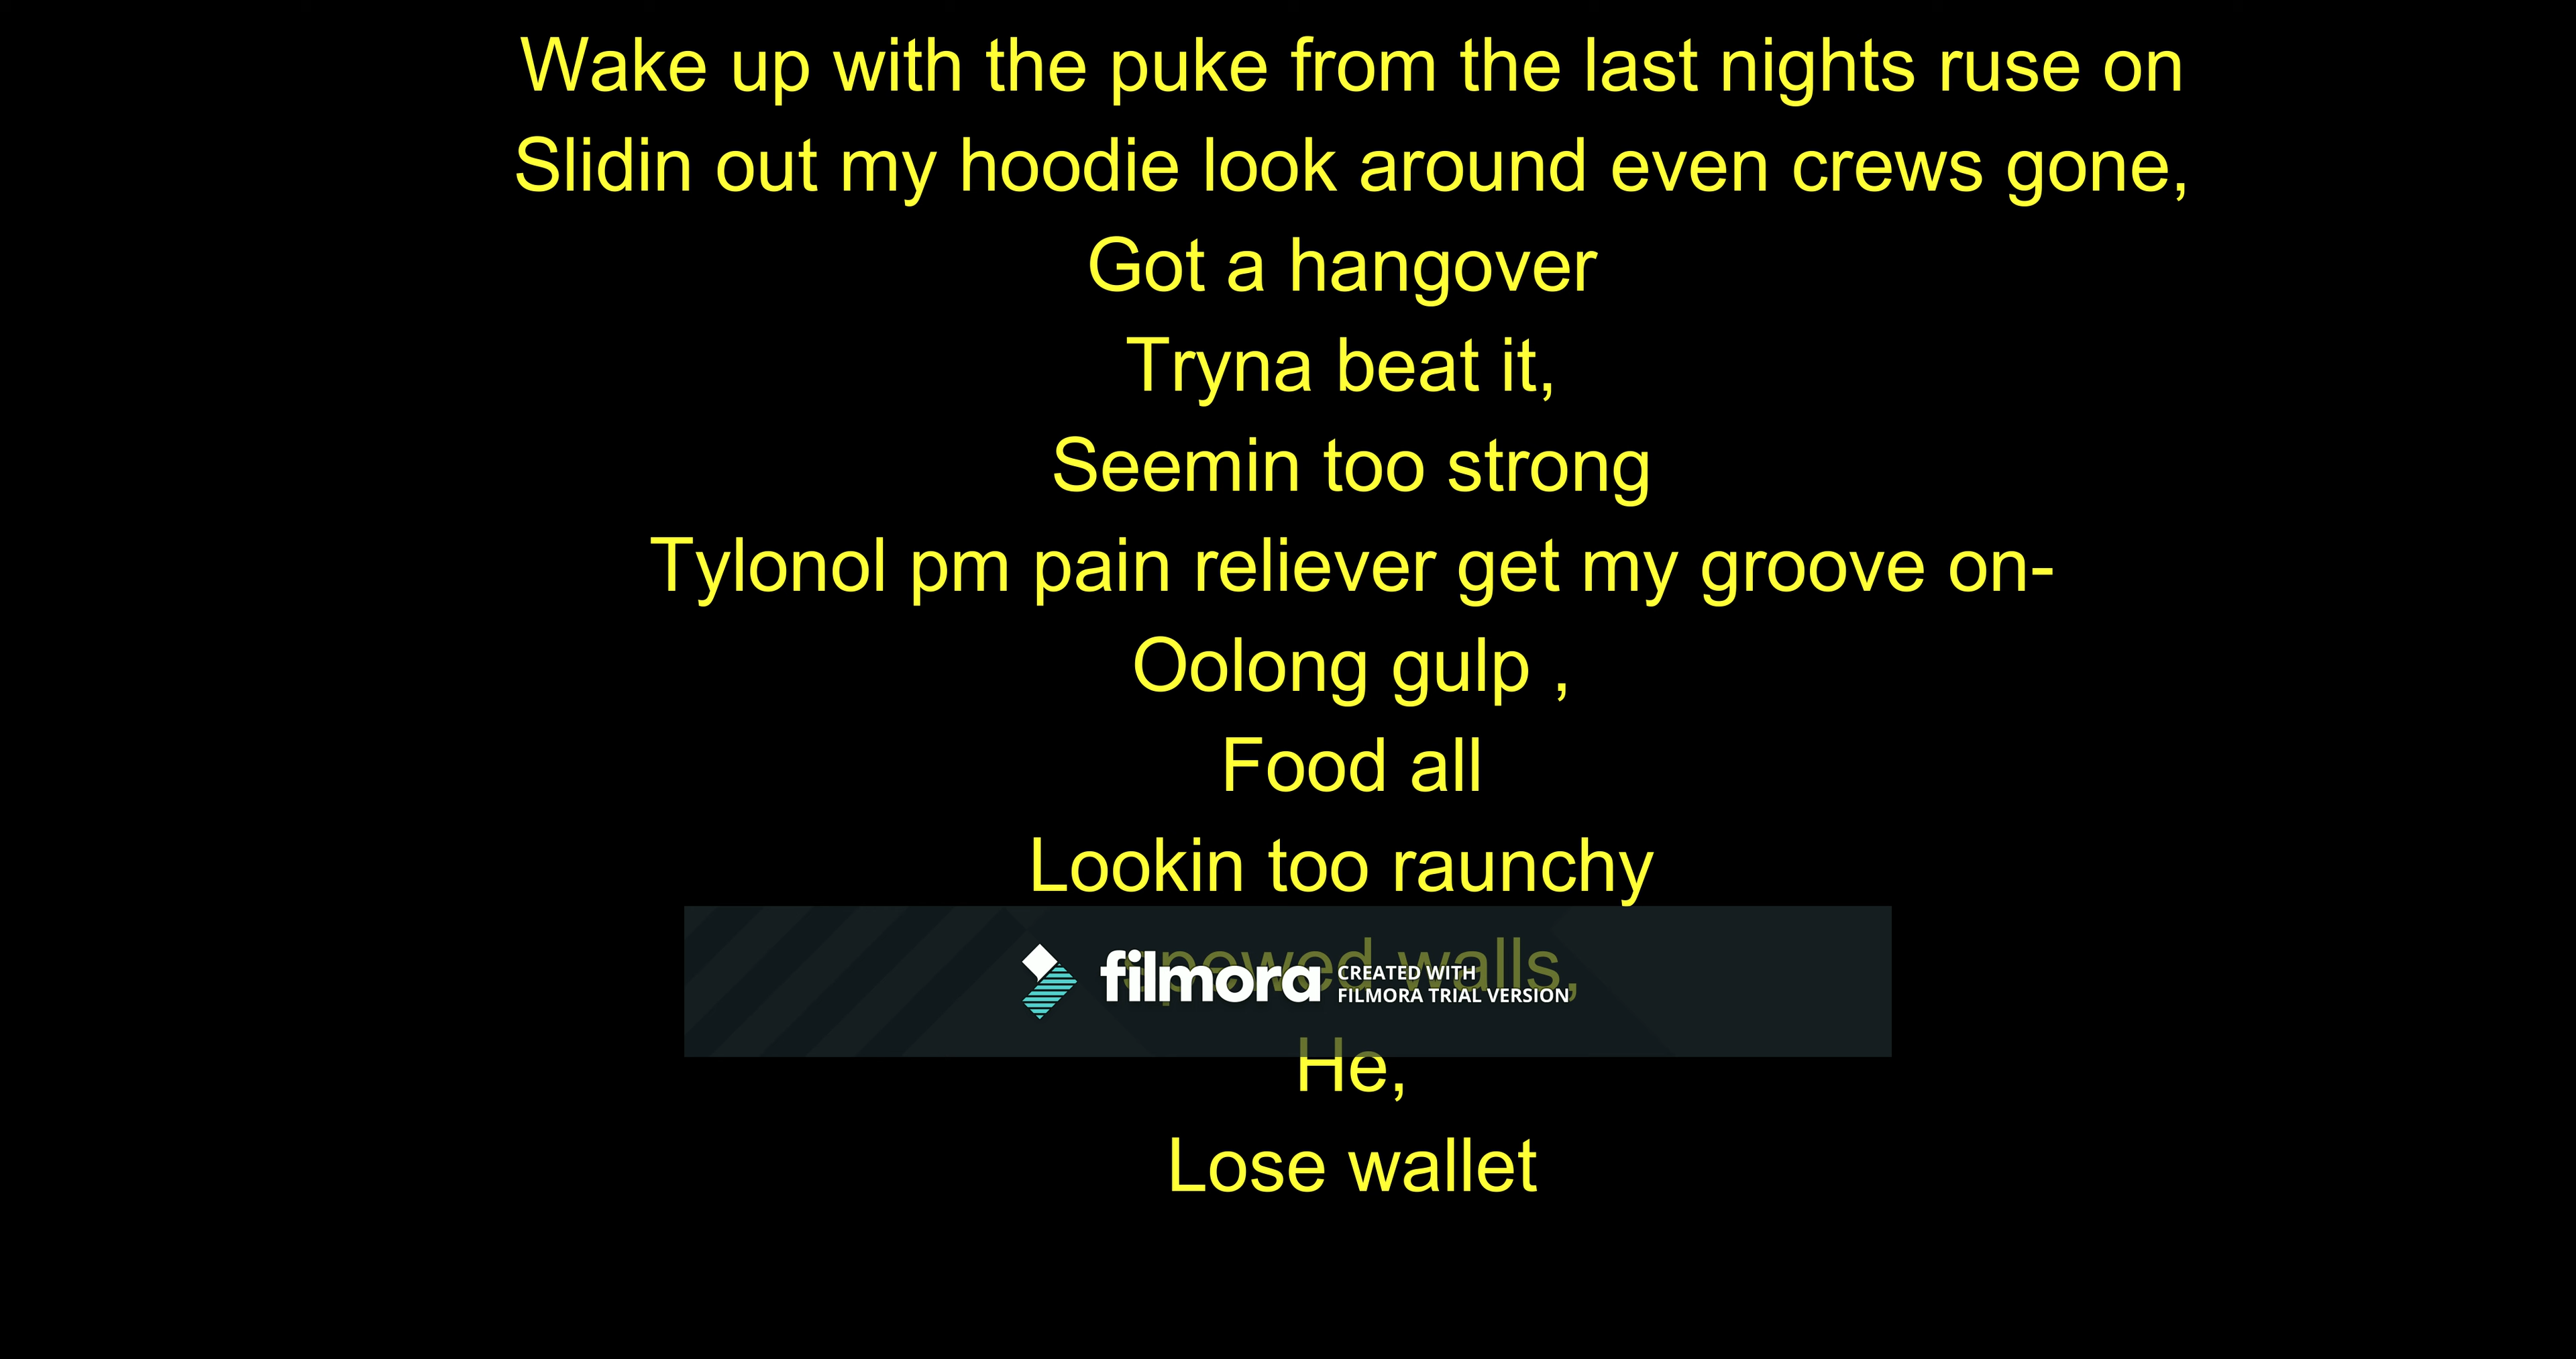 Wake up with the puke from the last nights ruse on
Slidin out my hoodie look around even crews gone,
Got a hangover
Tryna beat it,
Seemin too strong
Tylonol pm pain reliever get my groove on-
Oolong gulp ,
Food all
Lookin too raunchy
spewed walls,
filmora CREATED WITH
FILMORA TRIAL VERSION
He,
Lose wallet